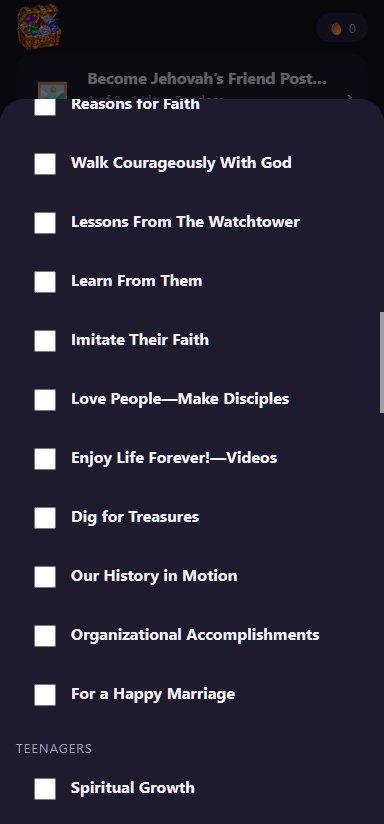 0
Become Jehovah's Friend Post...
Reasons for Faith
Walk Courageously With God
Lessons From The Watchtower
Learn From Them
Imitate Their Faith
Love People—Make Disciples
Enjoy Life Forever!—Videos
Dig for Treasures
Our History in Motion
Organizational Accomplishments
For a Happy Marriage
TEENAGERS
Spiritual Growth